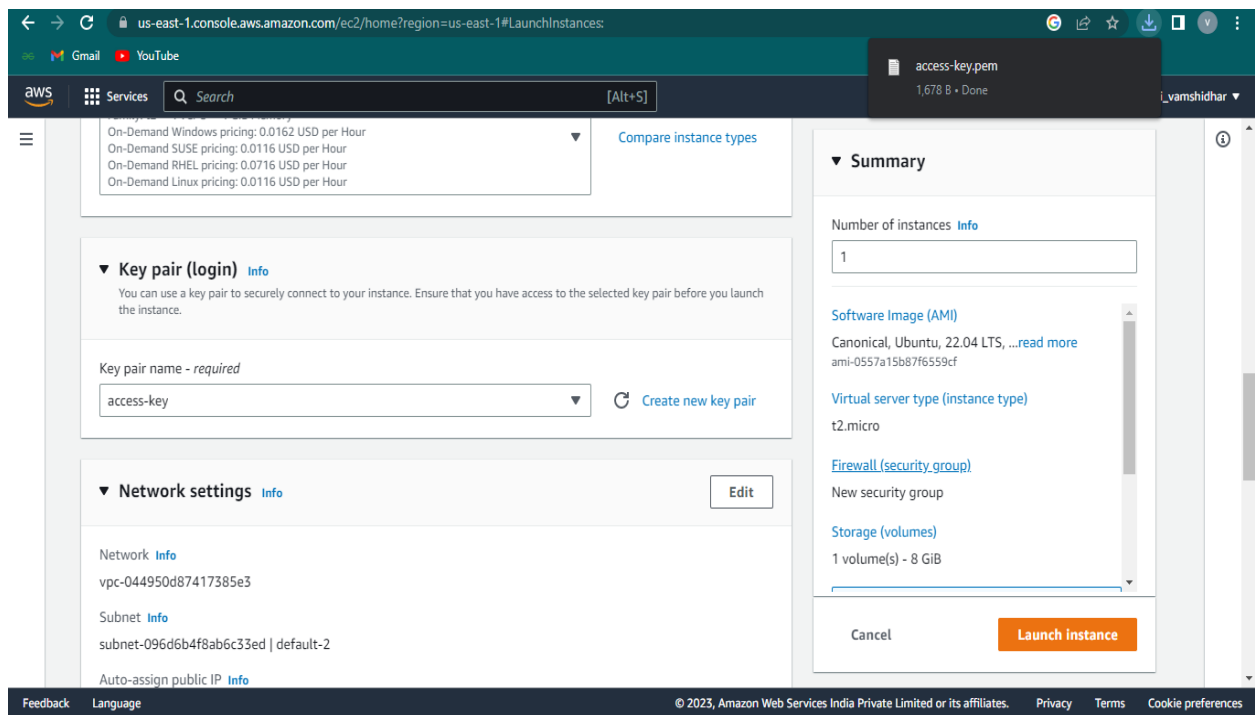 us-east-1.console.aws.amazon.com/ec2/home?region=us-east-1#LaunchInstances:
Gmail
YouTube
access-key.pem
1,678 B • Done
aws
Services
Search
[Alt+S]
i_vamshidhar
On-Demand Windows pricing: 0.0162 USD per Hour
On-Demand SUSE pricing: 0.0116 USD per Hour
On-Demand RHEL pricing: 0.0716 USD per Hour
On-Demand Linux pricing: 0.0116 USD per Hour
Compare instance types
Key pair (login) Info
You can use a key pair to securely connect to your instance. Ensure that you have access to the selected key pair before you launch
the instance.
Key pair name - required
access-key
Create new key pair
Network settings Info
Edit
Network Info
vpc-044950d87417385e3
Subnet Info
subnet-096d6b4f8ab6c33ed | default-2
Auto-assign public IP Info
Summary
Number of instances Info
1
Software Image (AMI)
Canonical, Ubuntu, 22.04 LTS, ...read more
ami-0557a15b87f6559cf
Virtual server type (instance type)
t2.micro
Firewall (security group)
New security group
Storage (volumes)
1 volume(s) - 8 GiB
Cancel
Launch instance
Feedback
Language
© 2023, Amazon Web Services India Private Limited or its affiliates.
Privacy
Terms
Cookie preferences